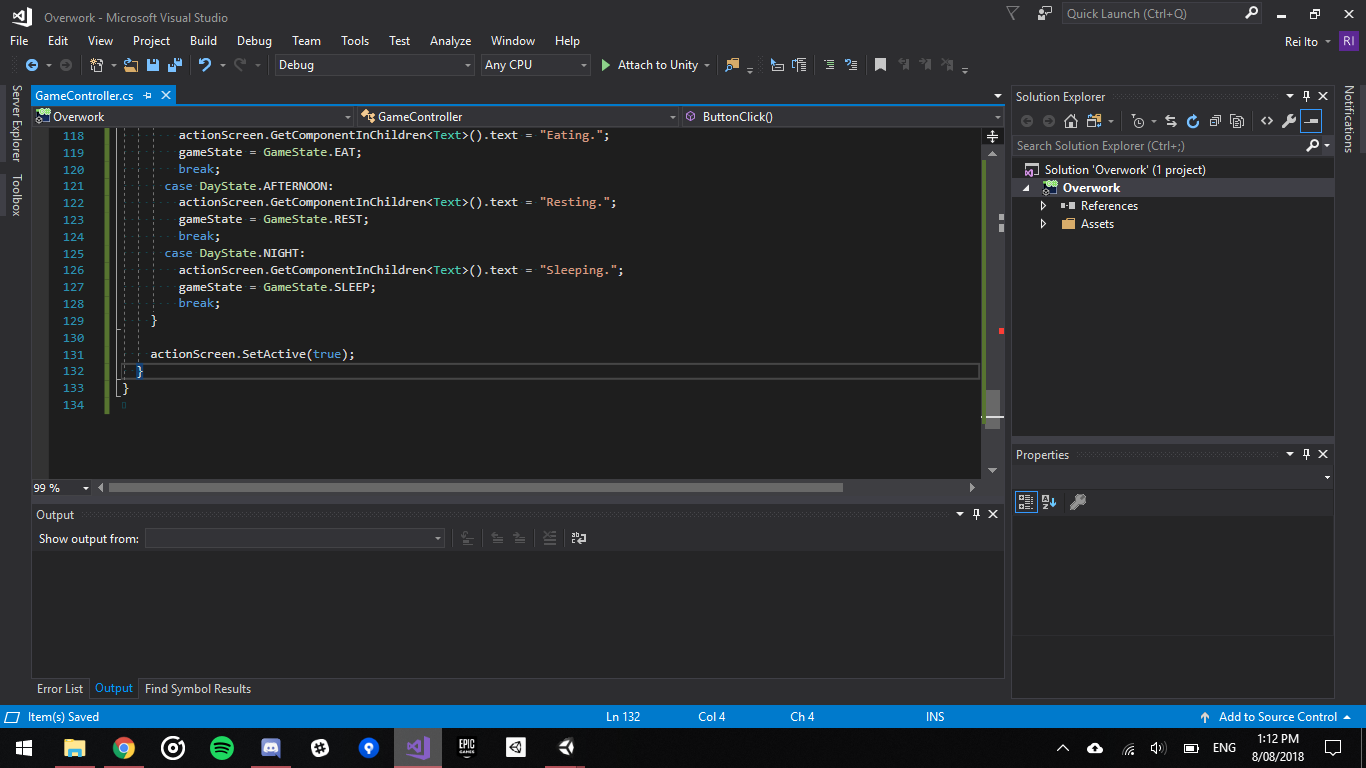 Overwork - Microsoft Visual Studio
Quick Launch (Ctrl+Q)
File Edit View Project Build Debug Team Tools Test Analyze Window Help
Rei Ito RI
Debug Any CPU Attach to Unity
Server Explorer
Toolbox
GameController.cs
Overwork GameController ButtonClick()
118 actionScreen.GetComponentInChildren<Text>().text = "Eating.";
119 gameState = GameState.EAT;
120 break;
121 case DayState.AFTERNOON:
122 actionScreen.GetComponentInChildren<Text>().text = "Resting.";
123 gameState = GameState.REST;
124 break;
125 case DayState.NIGHT:
126 actionScreen.GetComponentInChildren<Text>().text = "Sleeping.";
127 gameState = GameState.SLEEP;
128 break;
129 }
130
131 actionScreen.SetActive(true);
132 }
133 }
134
99 %
Output
Show output from:
Error List Output Find Symbol Results
Solution Explorer
Search Solution Explorer (Ctrl+;)
Solution 'Overwork' (1 project)
Overwork
References
Assets
Properties
Notifications
Item(s) Saved Ln 132 Col 4 Ch 4 INS Add to Source Control
EPIC GAMES
ENG
1:12 PM
8/08/2018